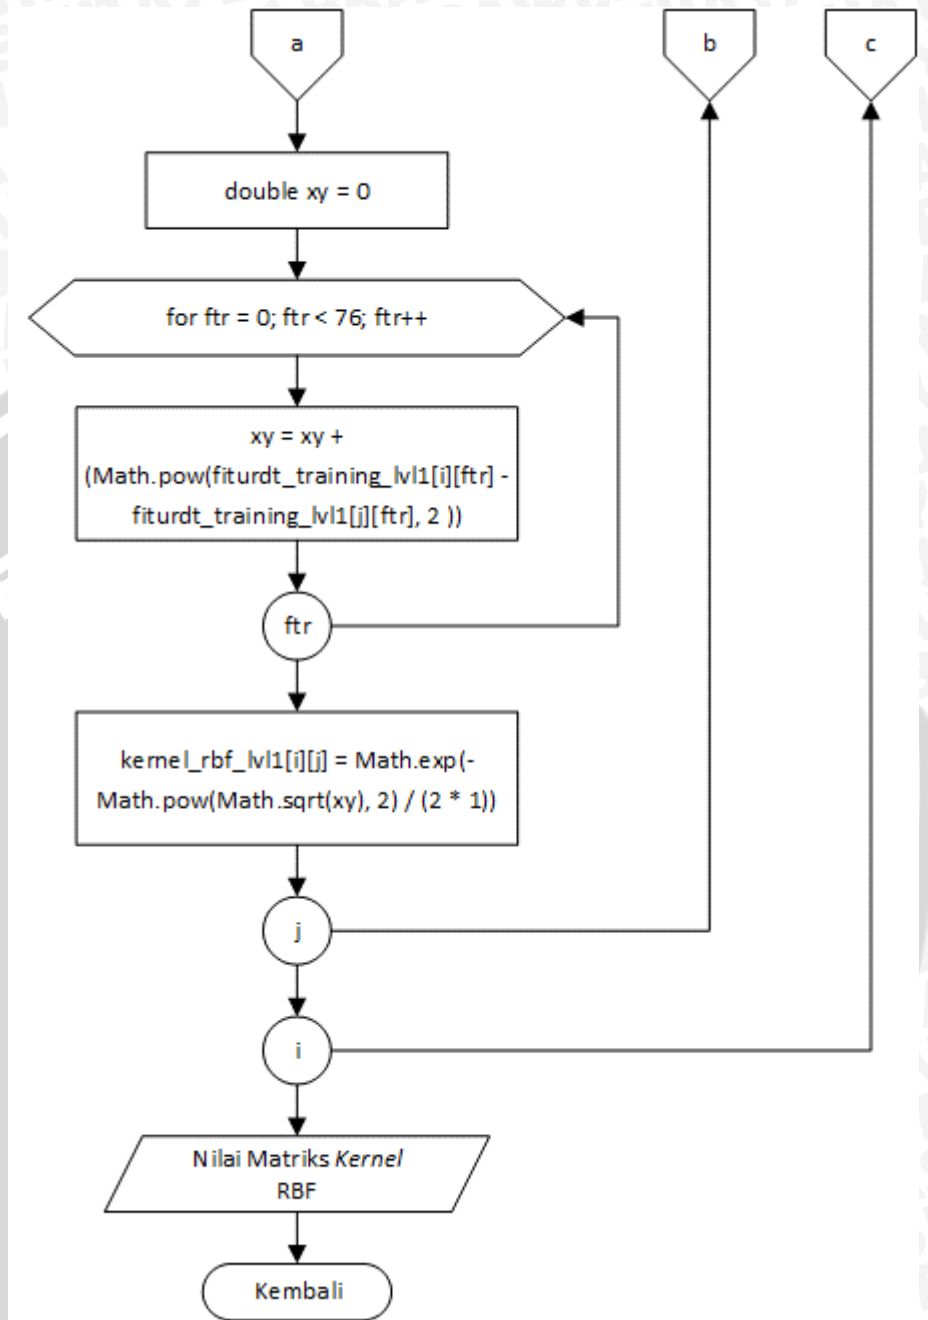 a
b
c
double xy = 0
for ftr = 0; ftr < 76; ftr++
xy = xy +
(Math.pow(fiturdt_training_lvl1[i][ftr] -
fiturdt_training_lvl1[j][ftr], 2 ))
ftr
kernel_rbf_lvl1[i][j] = Math.exp(-
Math.pow(Math.sqrt(xy), 2) / (2 * 1))
j
i
Nilai Matriks Kernel
RBF
Kembali